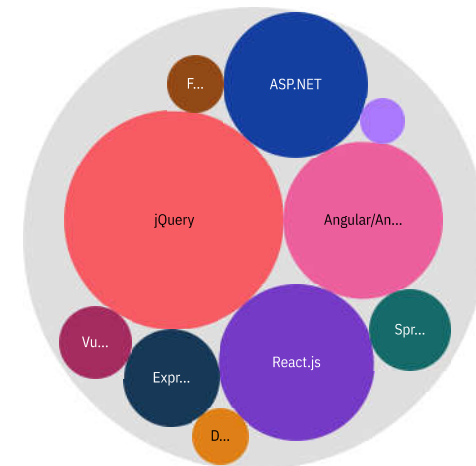 F...
ASP.NET
jQuery
Angular/An...
Vu...
Expr...
React.js
Spr...
D...